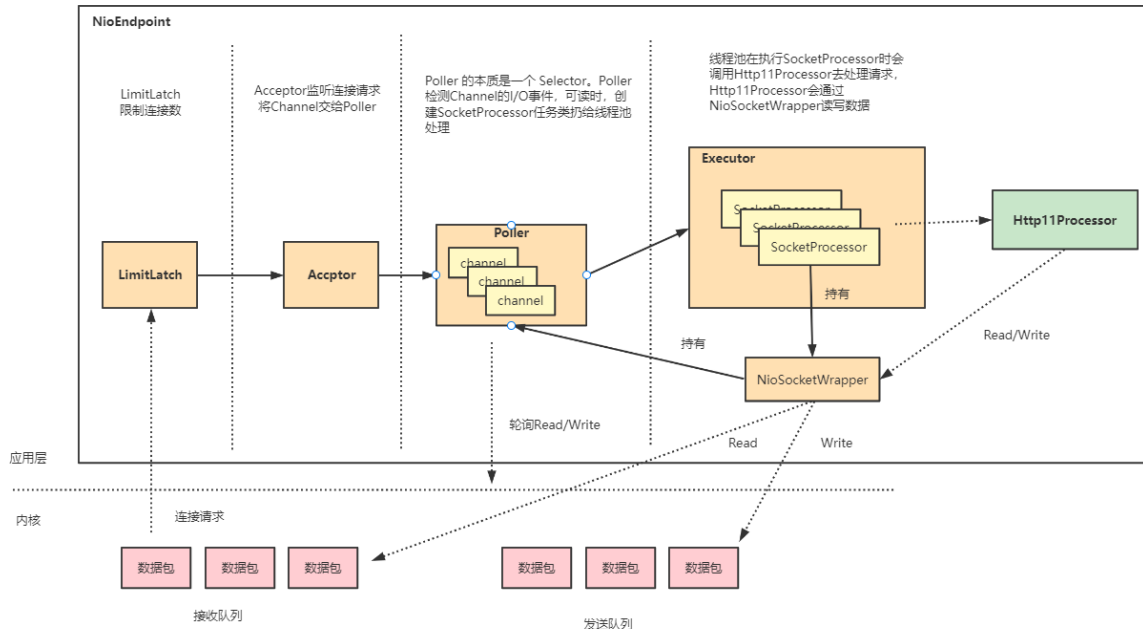 NioEndpoint
LimitLatch
限制连接数
Acceptor监听连接请求
将Channel交给Poller
Poller 的本质是一个 Selector。Poller
检测Channel的I/O事件，可读时，创
建SocketProcessor任务类扔给线程池
处理
线程池在执行SocketProcessor时会
调用Http11Processor去处理请求，
Http11Processor会通过
NioSocketWrapper读写数据
Executor
SocketProcessor
SocketProcessor
SocketProcessor
Http11Processor
LimitLatch
Accptor
Poller
channel
channel
channel
持有
持有
Read/Write
NioSocketWrapper
轮询Read/Write
Read
Write
应用层
内核
连接请求
数据包
数据包
数据包
数据包
数据包
数据包
接收队列
发送队列